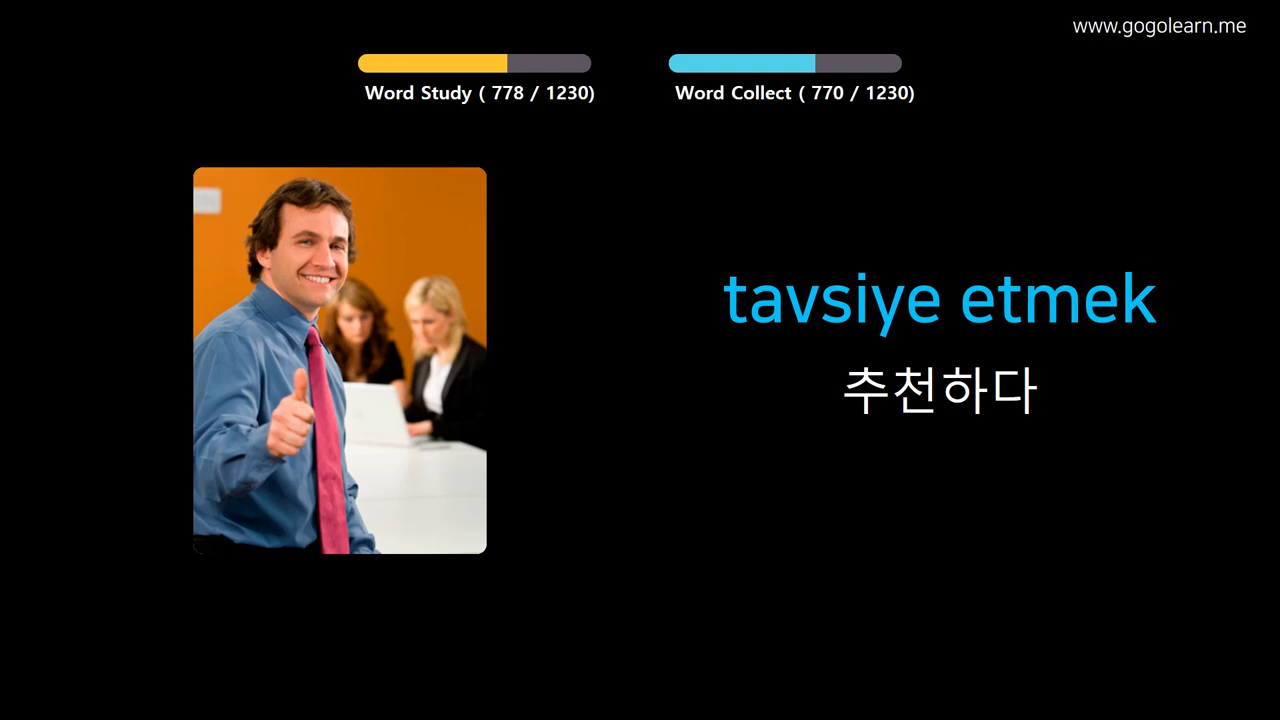 www.gogolearn.me
Word Study ( 778 / 1230)
Word Collect ( 770 / 1230)
tavsiye etmek
추천하다